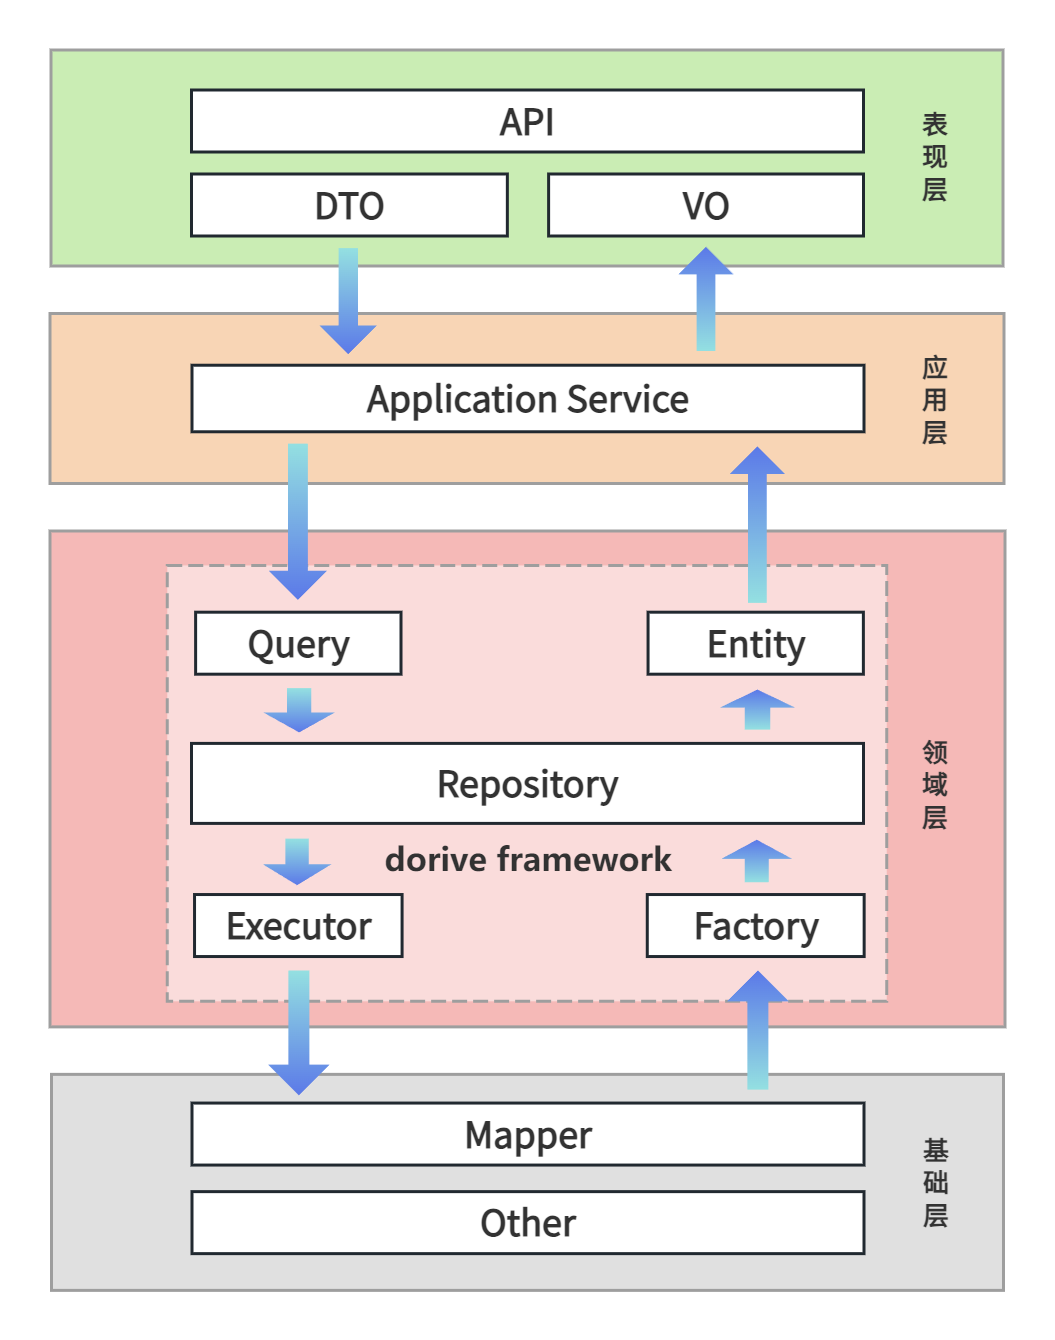 API
表现层
DTO
VO
Application Service
应用层
Query
Entity
Repository
领域层
dorive framework
Executor
Factory
Mapper
基础层
Other